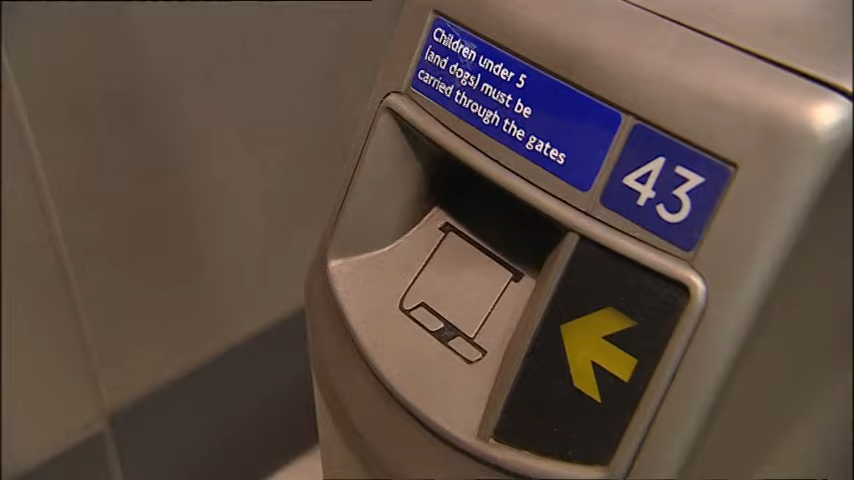 Children under 5
(and dogs) must be
carried through the gates
43